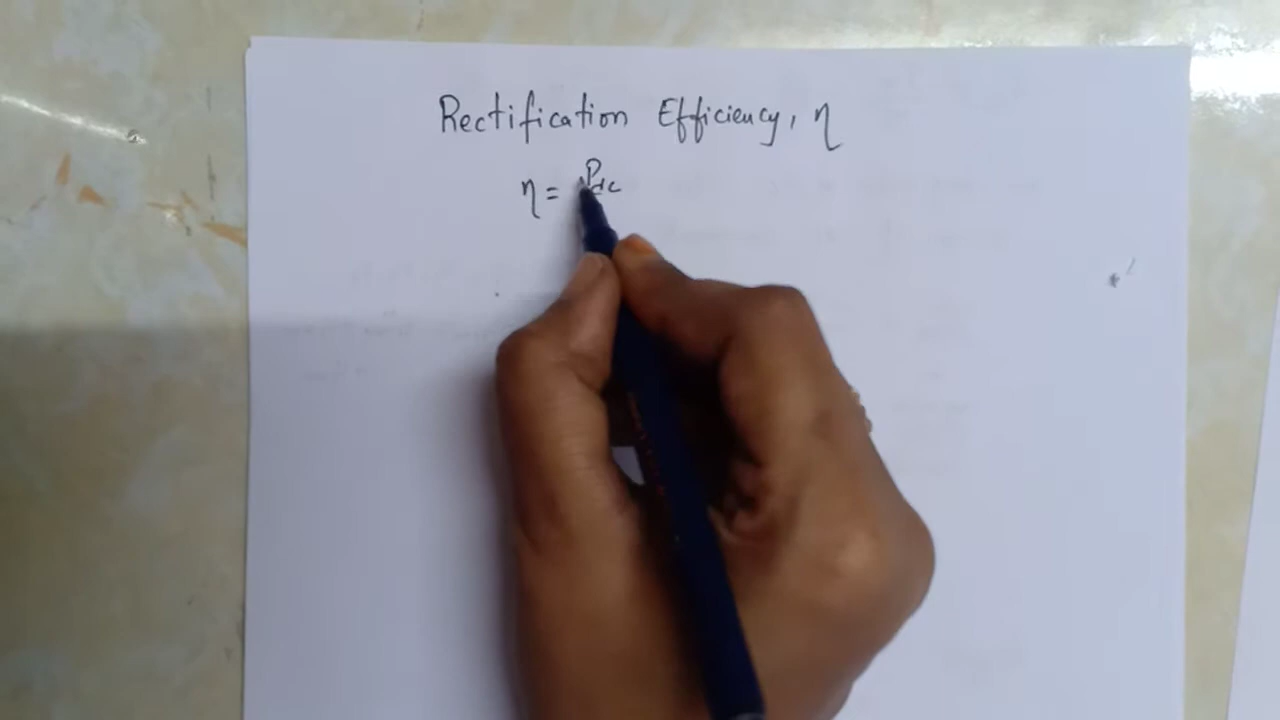 Rectification Efficiency, η
η = Pdc